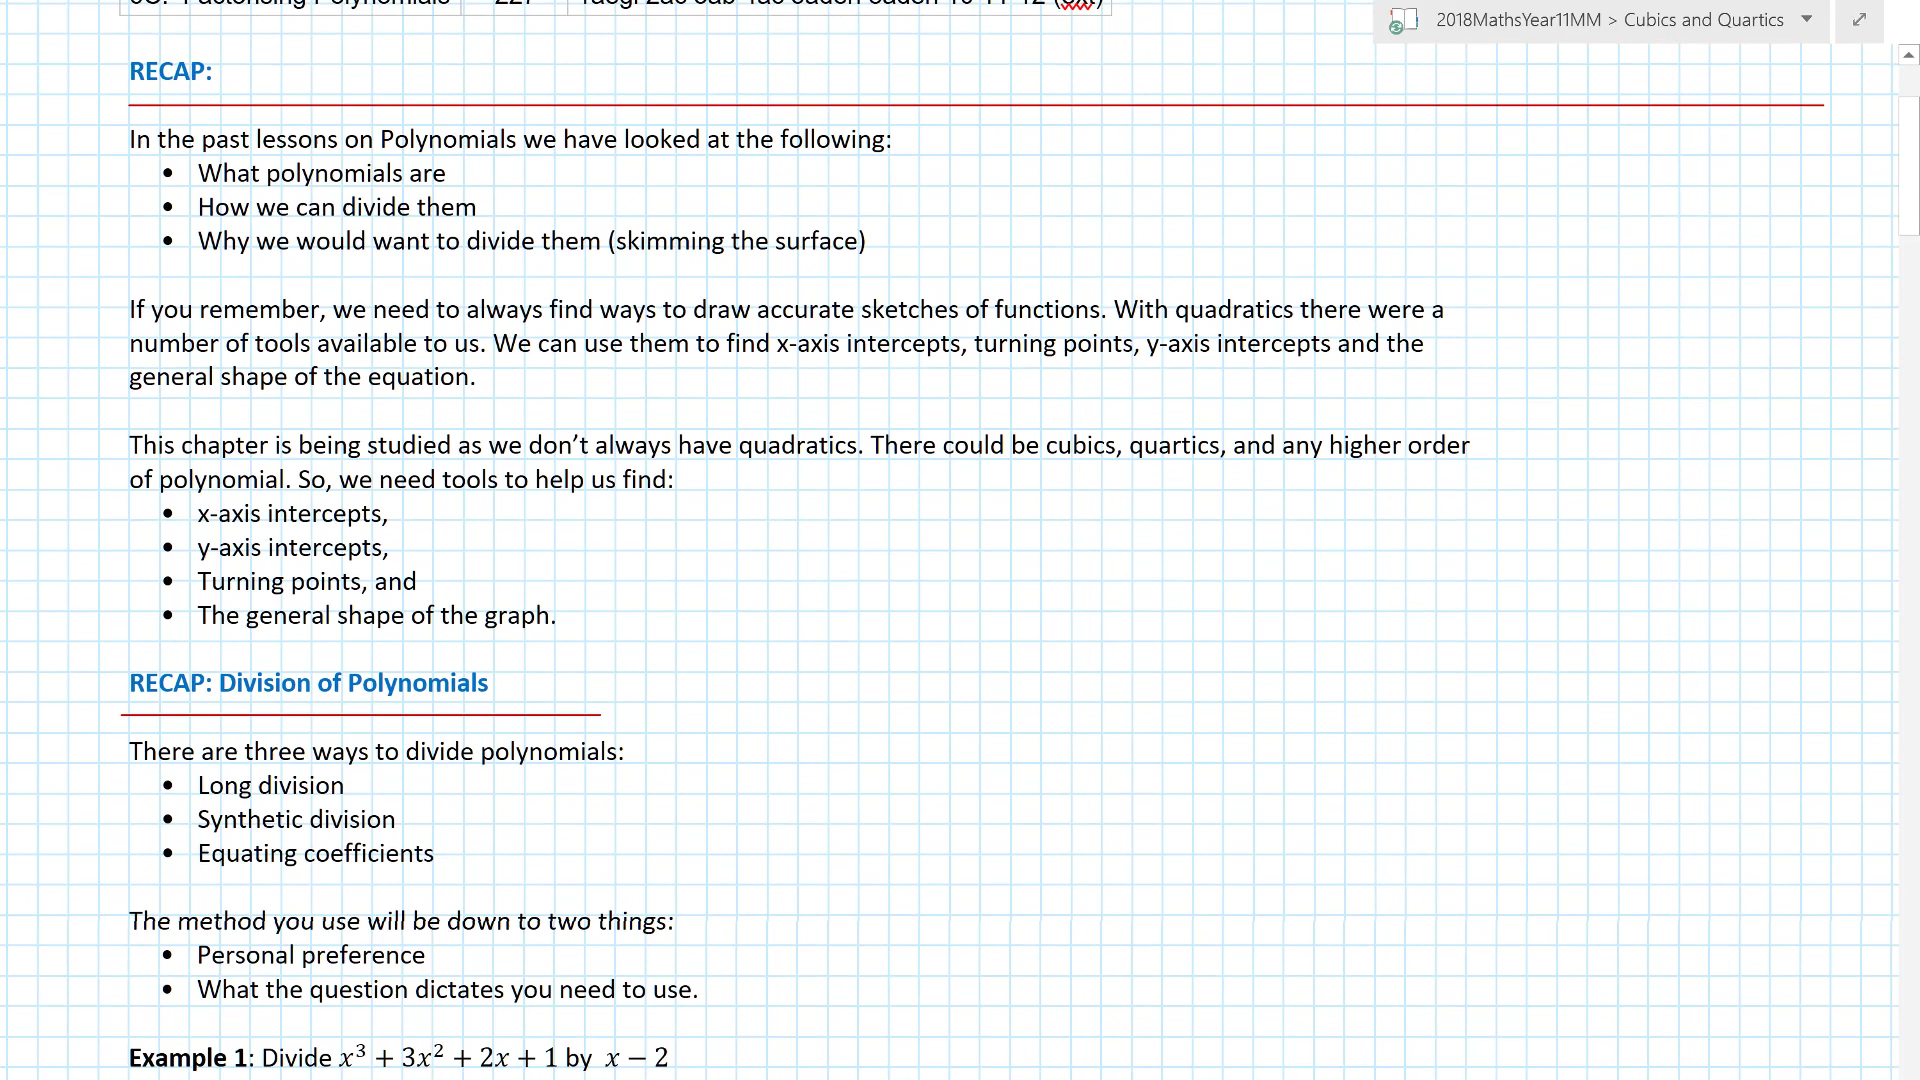 2018MathsYear11MM > Cubics and Quartics
RECAP:
In the past lessons on Polynomials we have looked at the following:
• What polynomials are
• How we can divide them
• Why we would want to divide them (skimming the surface)
If you remember, we need to always find ways to draw accurate sketches of functions. With quadratics there were a
number of tools available to us. We can use them to find x-axis intercepts, turning points, y-axis intercepts and the
general shape of the equation.
This chapter is being studied as we don’t always have quadratics. There could be cubics, quartics, and any higher order
of polynomial. So, we need tools to help us find:
• x-axis intercepts,
• y-axis intercepts,
• Turning points, and
• The general shape of the graph.
RECAP: Division of Polynomials
There are three ways to divide polynomials:
• Long division
• Synthetic division
• Equating coefficients
The method you use will be down to two things:
• Personal preference
• What the question dictates you need to use.
Example 1: Divide x³ + 3x² + 2x + 1 by x − 2